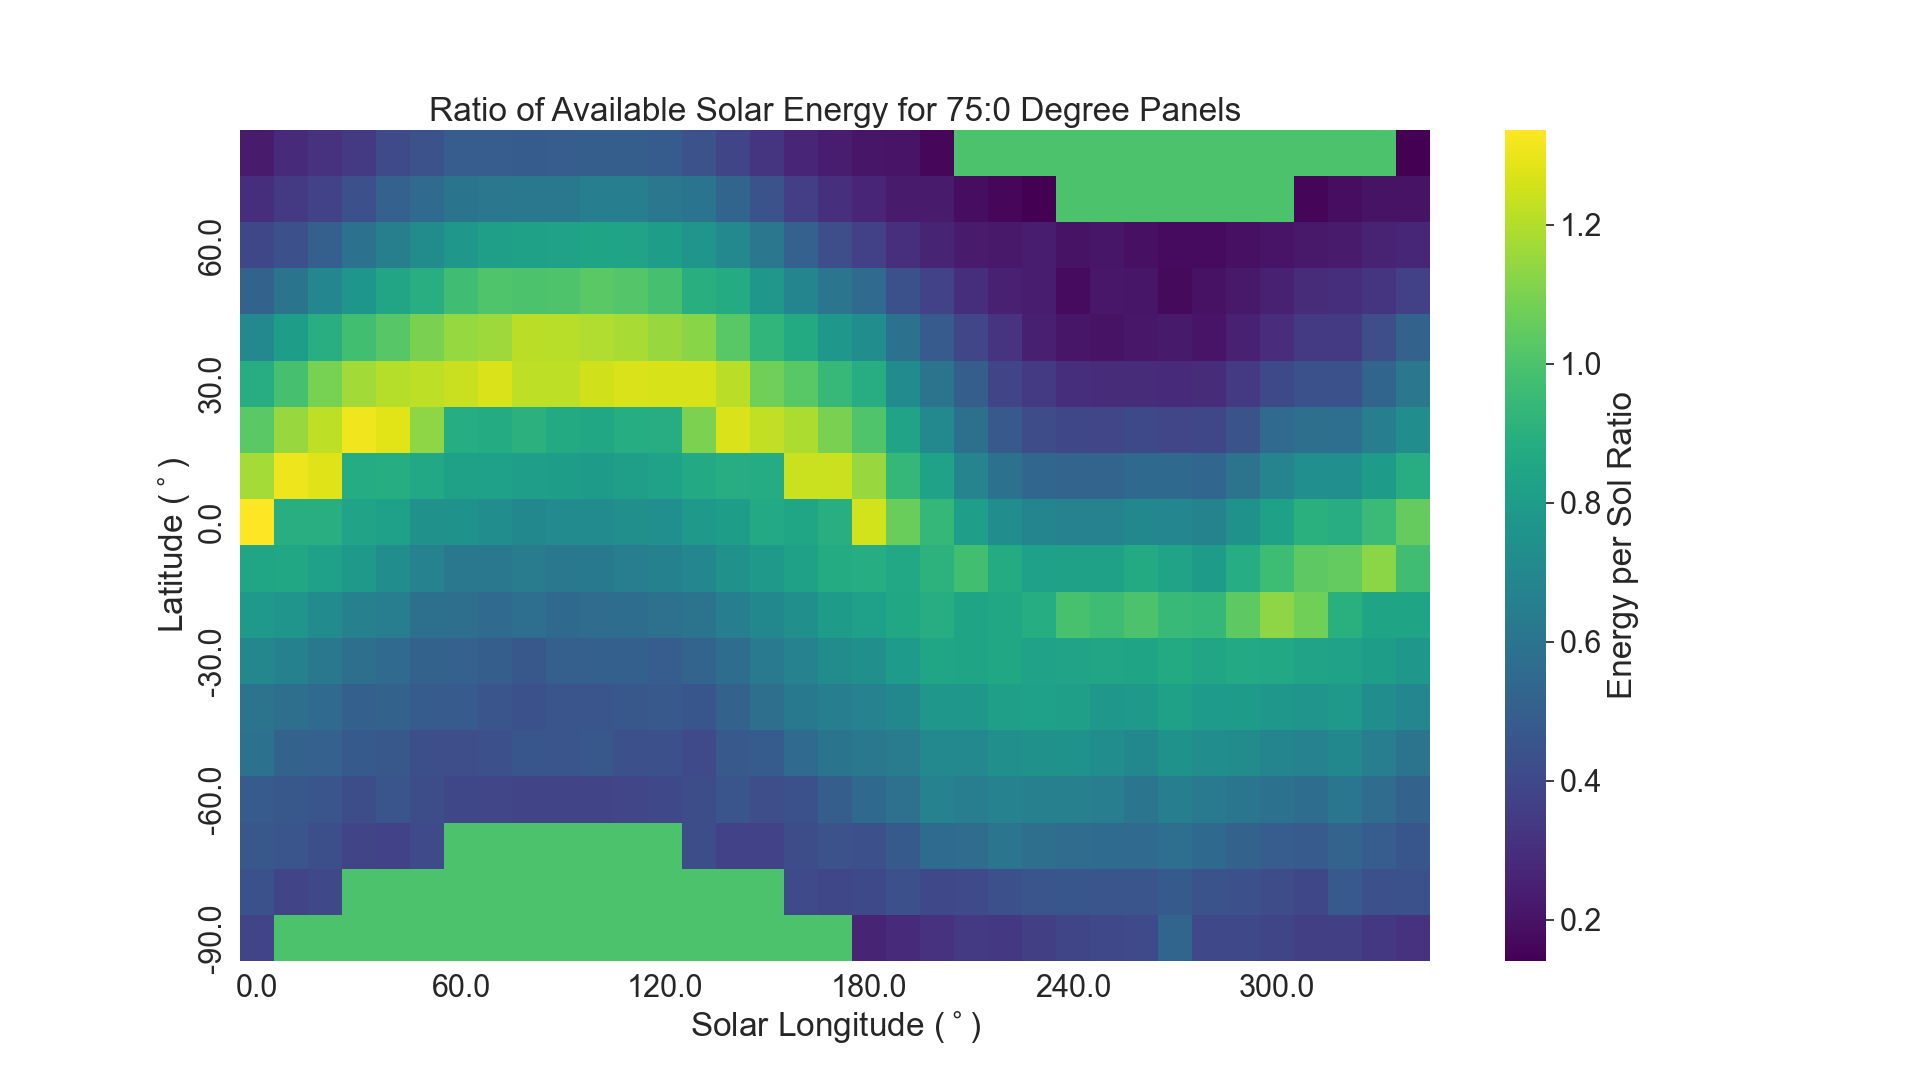 Ratio of Available Solar Energy for 75:0 Degree Panels
Latitude (°)
60.0
30.0
0.0
-30.0
-60.0
-90.0
0.0 60.0 120.0 180.0 240.0 300.0
Solar Longitude (°)
1.2
1.0
0.8
0.6
0.4
0.2
Energy per Sol Ratio